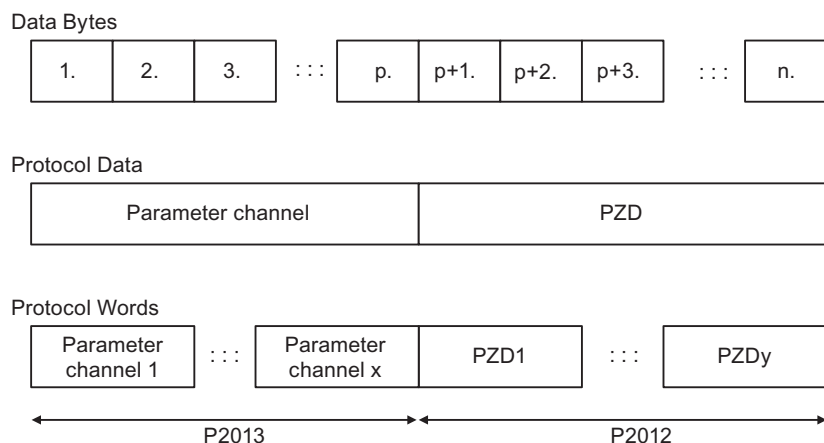 Data Bytes
1. 2. 3. : : : p. p+1. p+2. p+3. : : : n.
Protocol Data
Parameter channel PZD
Protocol Words
Parameter channel 1 : : : Parameter channel x PZD1 : : : PZDy
P2013 P2012